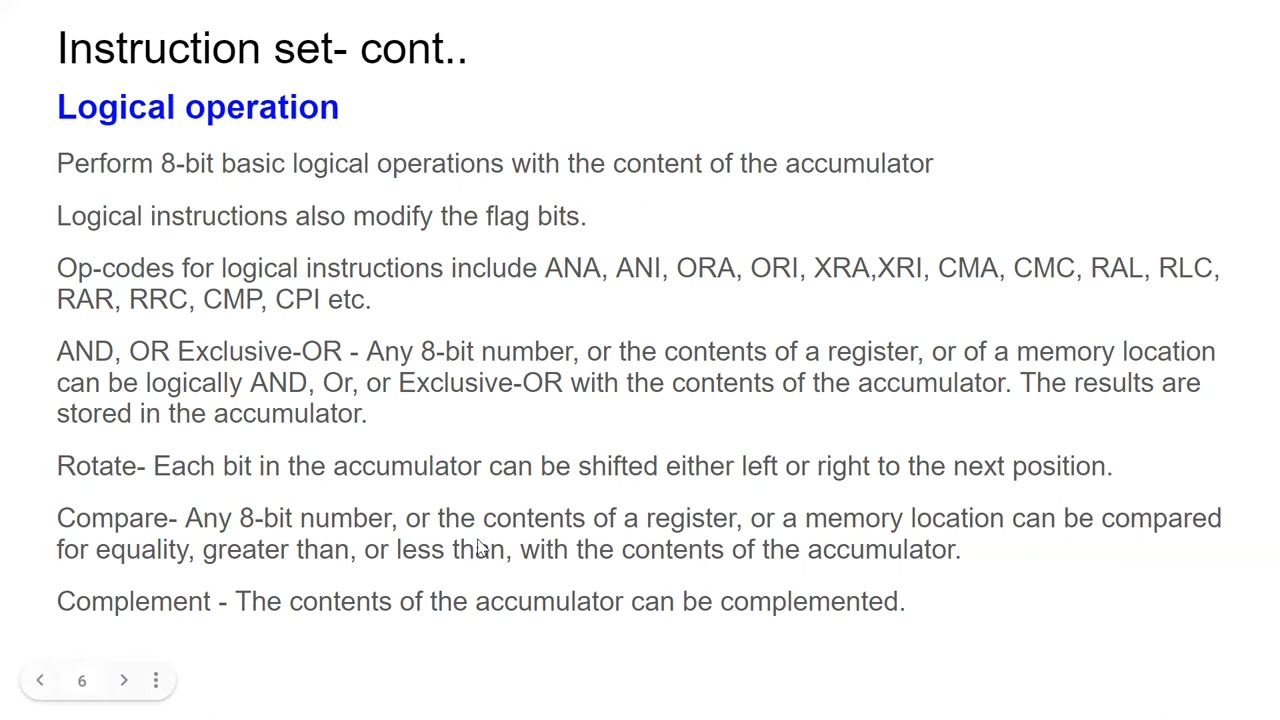 Instruction set- cont..
Logical operation
Perform 8-bit basic logical operations with the content of the accumulator
Logical instructions also modify the flag bits.
Op-codes for logical instructions include ANA, ANI, ORA, ORI, XRA,XRI, CMA, CMC, RAL, RLC,
RAR, RRC, CMP, CPI etc.
AND, OR Exclusive-OR - Any 8-bit number, or the contents of a register, or of a memory location
can be logically AND, Or, or Exclusive-OR with the contents of the accumulator. The results are
stored in the accumulator.
Rotate- Each bit in the accumulator can be shifted either left or right to the next position.
Compare- Any 8-bit number, or the contents of a register, or a memory location can be compared
for equality, greater than, or less than, with the contents of the accumulator.
Complement - The contents of the accumulator can be complemented.
6